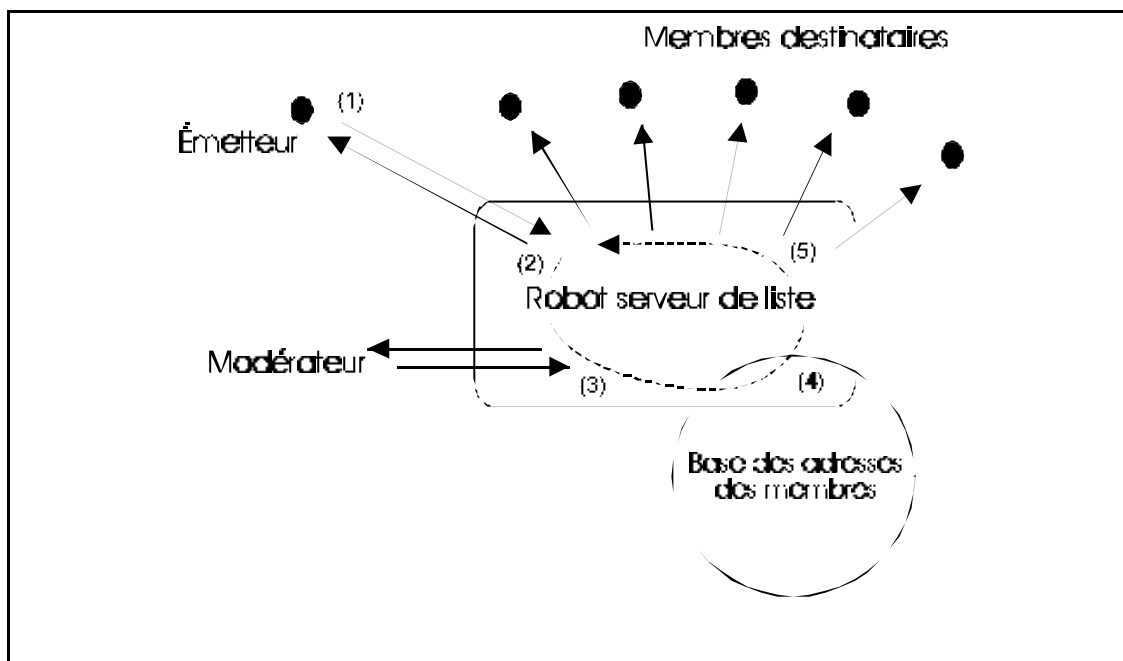 Membres destinataires
(1)
Émetteur
(2)
(5)
Robot serveur de liste
Modérateur
(3)
(4)
Base des adresses
des membres